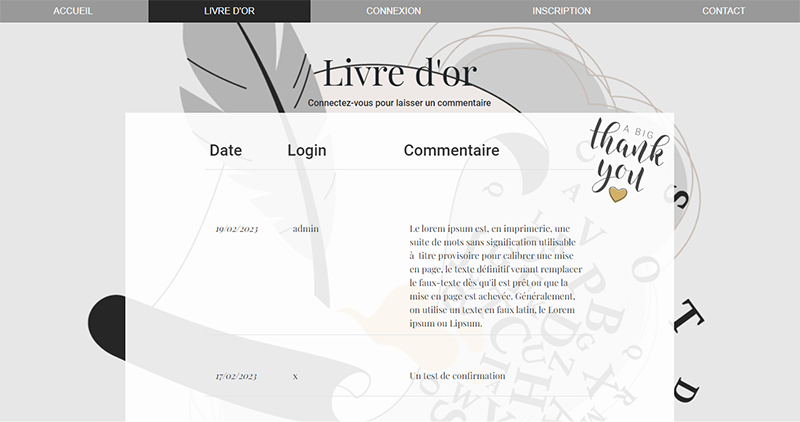 ACCUEIL LIVRE D'OR CONNEXION INSCRIPTION CONTACT
Livre d'or
Connectez-vous pour laisser un commentaire
A BIG
thank
you
Date Login Commentaire
19/02/2023 admin Le lorem ipsum est, en imprimerie, une
suite de mots sans signification utilisable
à titre provisoire pour calibrer une mise
en page, le texte définitif venant remplacer
le faux-texte dès qu'il est prêt ou que la
mise en page est achevée. Généralement,
on utilise un texte en faux latin, le Lorem
ipsum ou Lipsum.
17/02/2023 x Un test de confirmation